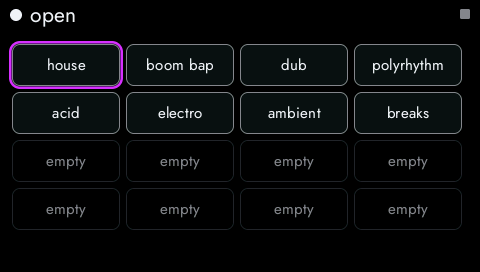 open
house boom bap dub polyrhythm
acid electro ambient breaks
empty empty empty empty
empty empty empty empty